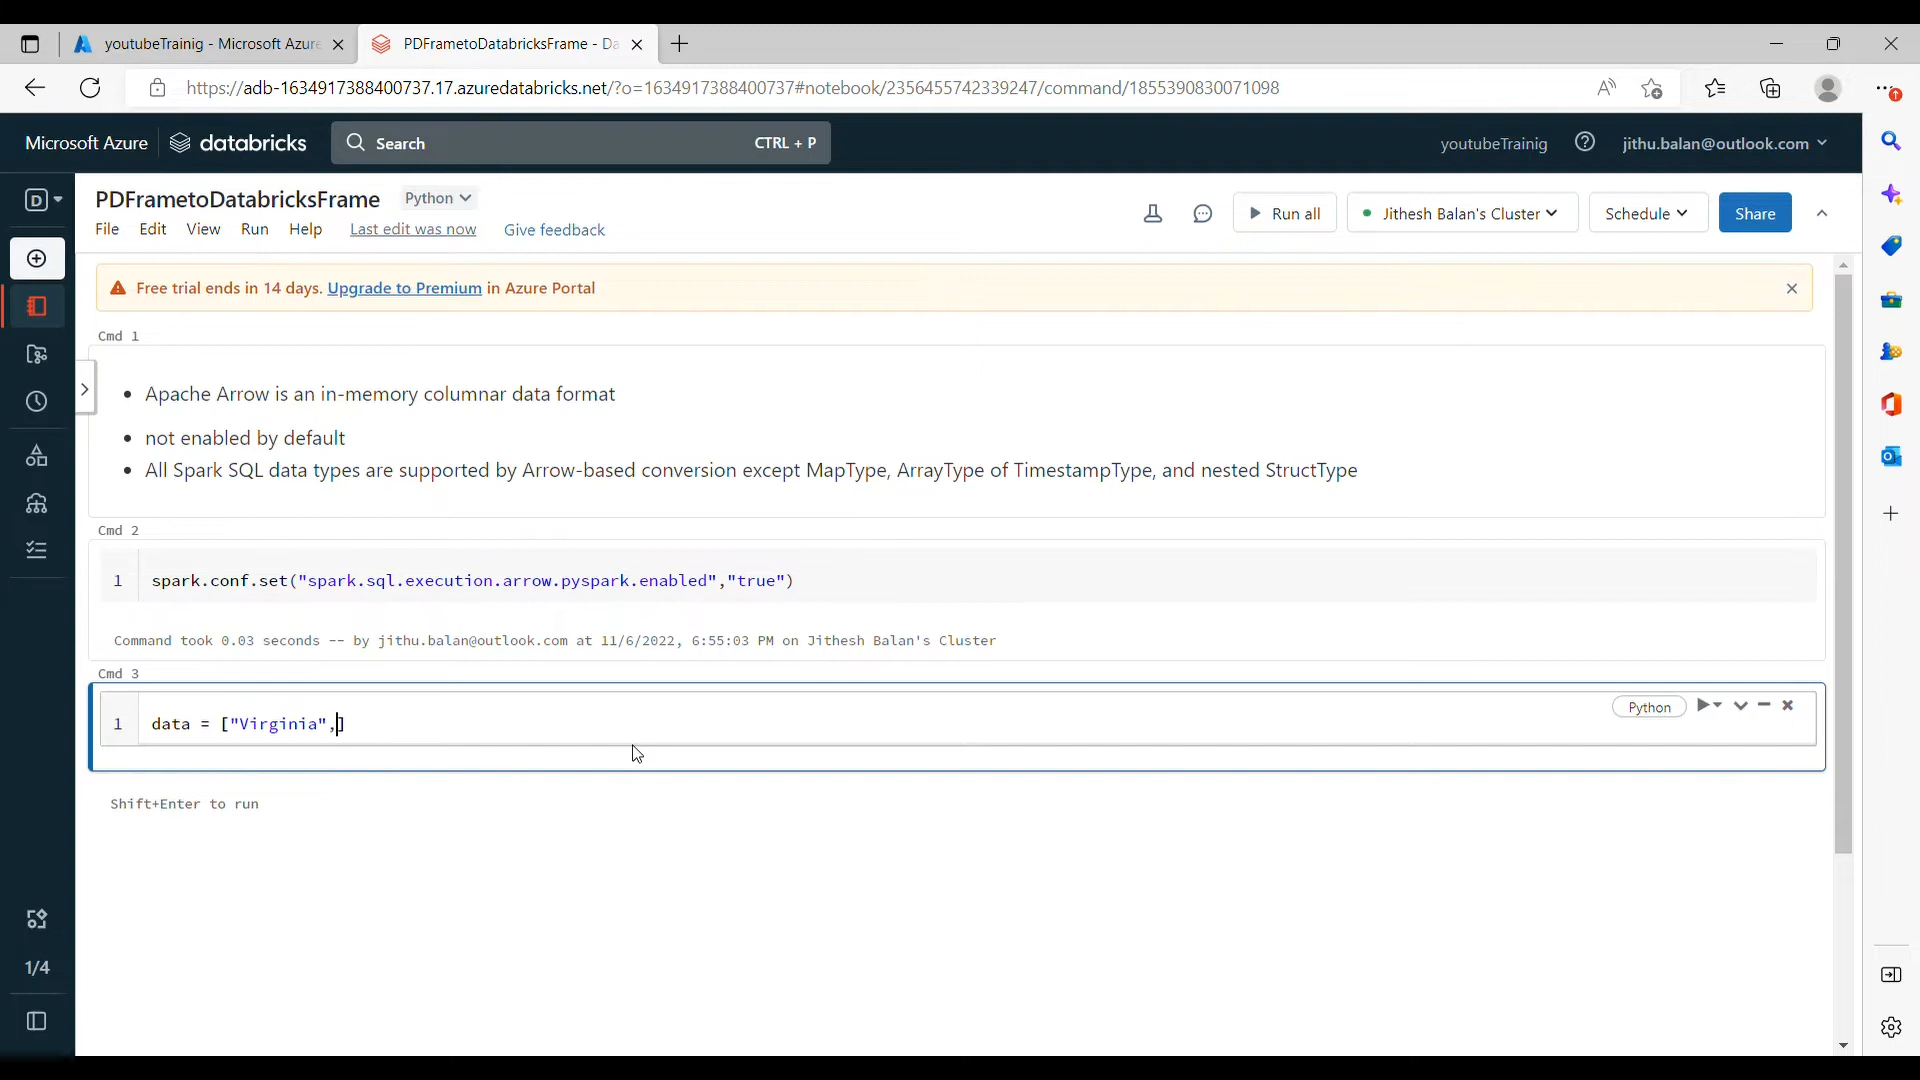 youtubeTrainig - Microsoft Azure
PDFrametoDatabricksFrame - Da
https://adb-1634917388400737.17.azuredatabricks.net/?o=1634917388400737#notebook/2356455742339247/command/1855390830071098
Microsoft Azure
databricks
Search
CTRL + P
youtubeTrainig
jithu.balan@outlook.com
D
PDFrametoDatabricksFrame
Python
File
Edit
View
Run
Help
Last edit was now
Give feedback
Run all
Jithesh Balan's Cluster
Schedule
Share
Free trial ends in 14 days. Upgrade to Premium in Azure Portal
Cmd 1
Apache Arrow is an in-memory columnar data format
not enabled by default
All Spark SQL data types are supported by Arrow-based conversion except MapType, ArrayType of TimestampType, and nested StructType
Cmd 2
1 spark.conf.set("spark.sql.execution.arrow.pyspark.enabled","true")
Command took 0.03 seconds -- by jithu.balan@outlook.com at 11/6/2022, 6:55:03 PM on Jithesh Balan's Cluster
Cmd 3
Python
1 data = ["Virginia",]
Shift+Enter to run
1/4